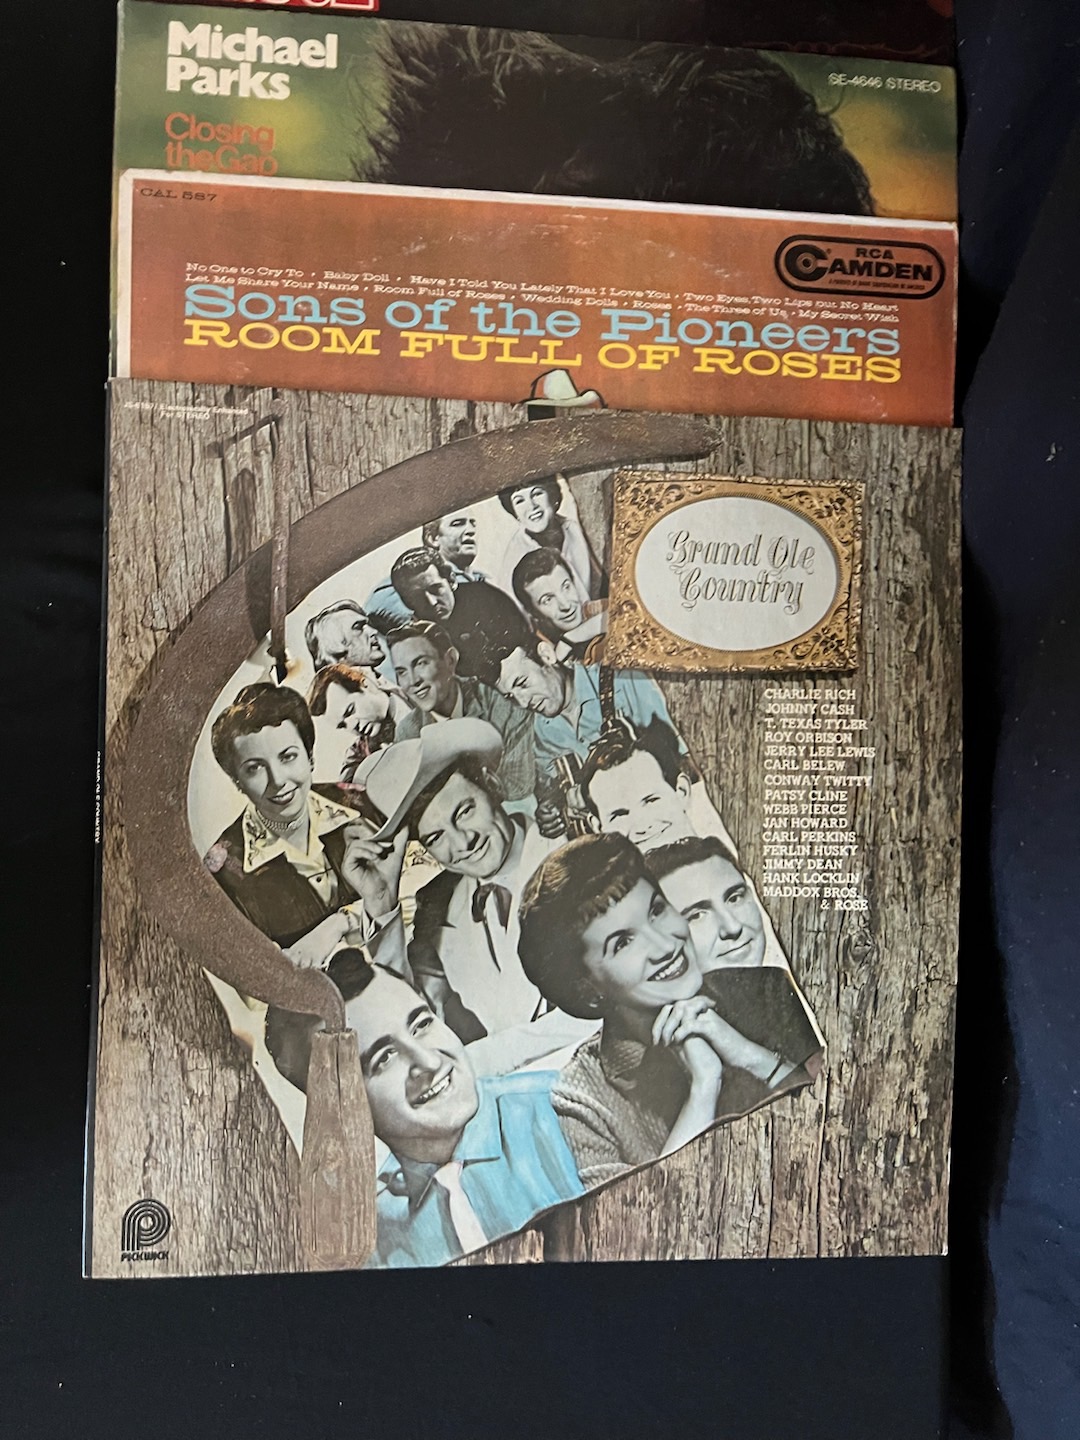 Michael
Parks
SE-4646 STEREO
Closing
the Gap
CAL 587
RCA
CAMDEN
No One to Cry To • Baby Doll • Have I Told You Lately That I Love You • Two Eyes, Two Lips but No Heart
Let Me Share Your Name • Room Full of Roses • Wedding Dolls • Roses • The Three of Us • My Secret Wish
Sons of the Pioneers
ROOM FULL OF ROSES
Electronically Enhanced
Grand Ole
Country
CHARLIE RICH
JOHNNY CASH
T. TEXAS TYLER
ROY ORBISON
JERRY LEE LEWIS
CARL BELEW
CONWAY TWITTY
PATSY CLINE
WEBB PIERCE
JAN HOWARD
CARL PERKINS
FERLIN HUSKY
JIMMY DEAN
HANK LOCKLIN
MADDOX BROS.
& ROSE
PICKWICK